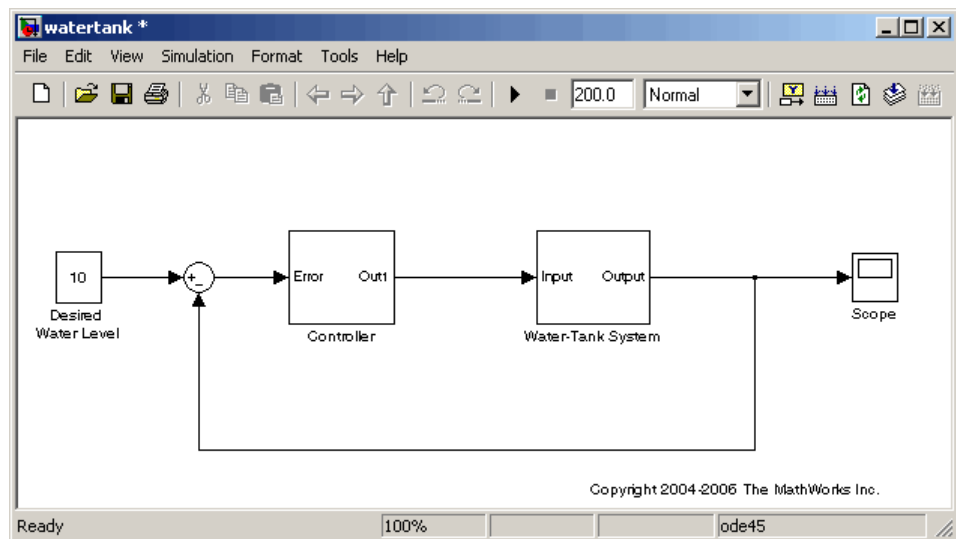 watertank *
File Edit View Simulation Format Tools Help
200.0 Normal
10
+
-
Error Out1
Input Output
Desired
Water Level
Controller
Water-Tank System
Scope
Copyright 2004-2006 The MathWorks Inc.
Ready 100% ode45